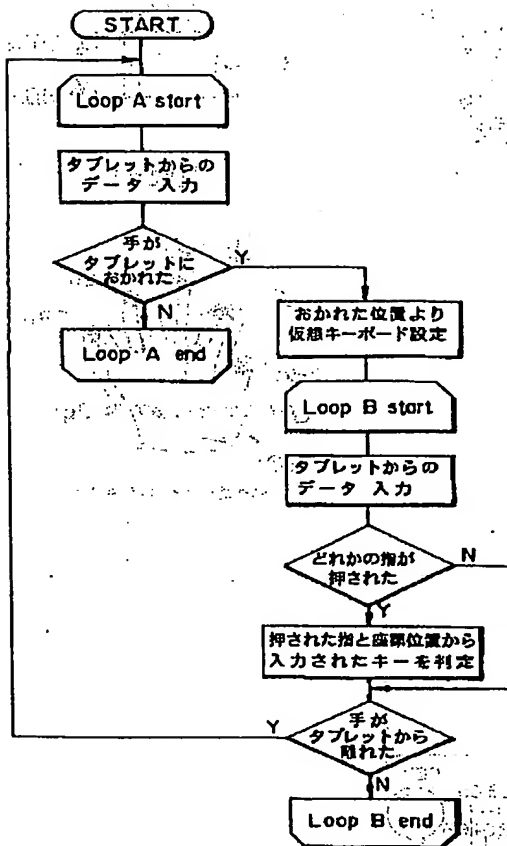 START
Loop A start
タブレットからの
データ 入力
手が
タブレットに
おかれた
Y
N
Loop A end
おかれた位置より
仮想キーボード設定
Loop B start
タブレットからの
データ 入力
どれかの指が
押された
N
Y
押された指と座標位置から
入力されたキーを判定
手が
タブレットから
離れた
Y
N
Loop B end